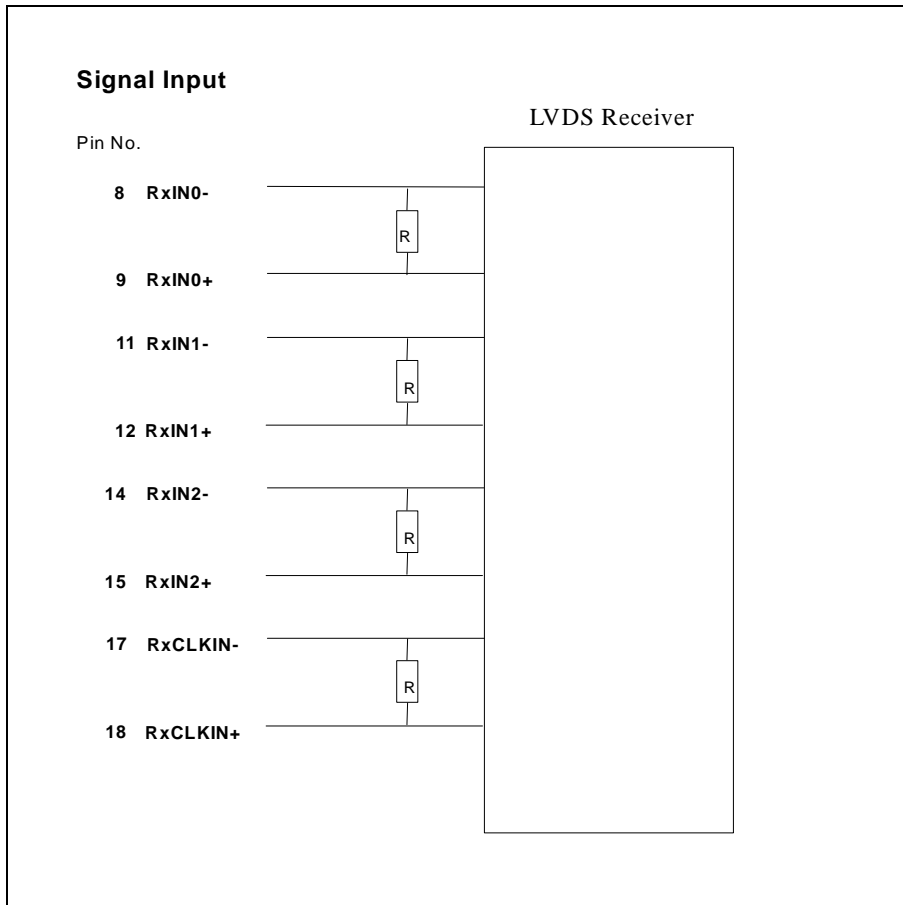 Signal Input
LVDS Receiver
Pin No.
8 RxIN0-
R
9 RxIN0+
11 RxIN1-
R
12 RxIN1+
14 RxIN2-
R
15 RxIN2+
17 RxCLKIN-
R
18 RxCLKIN+